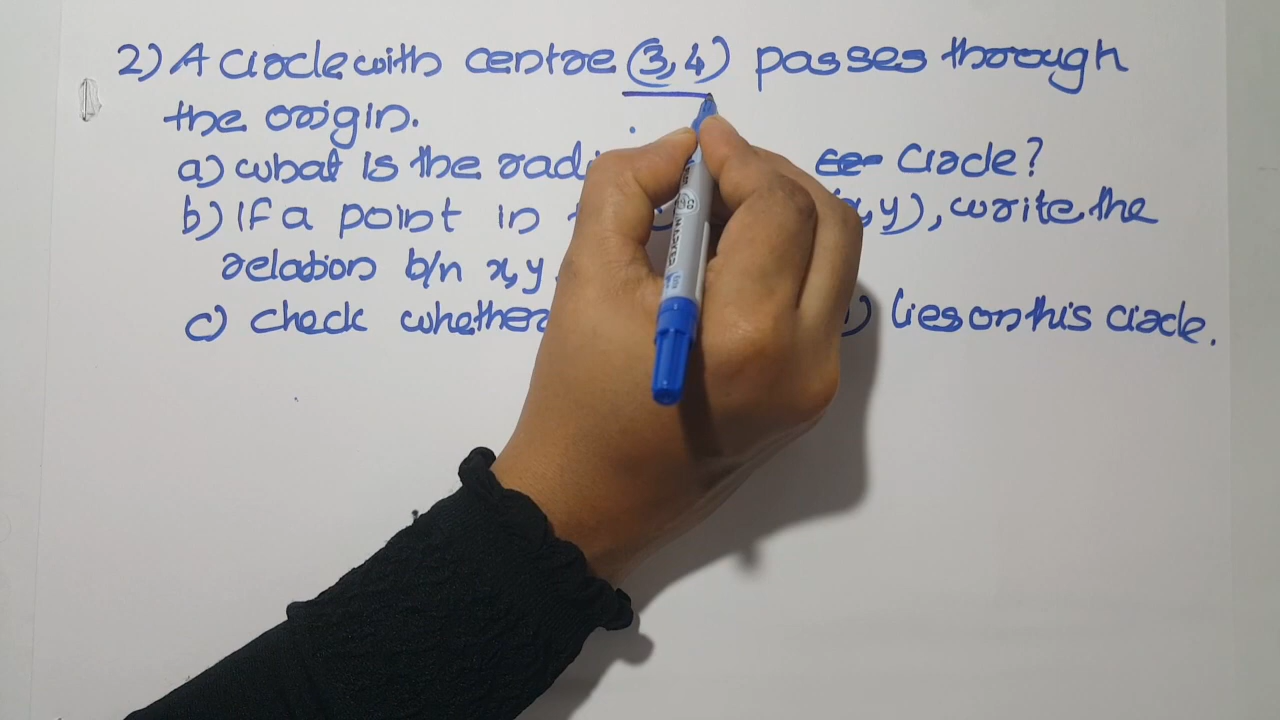 2) A circle with centre (3,4) passes through
the origin.
a) what is the radi ce- circle?
b) If a point in x,y), write the
relation b/n x,y
c) check whether ) lies on this circle.